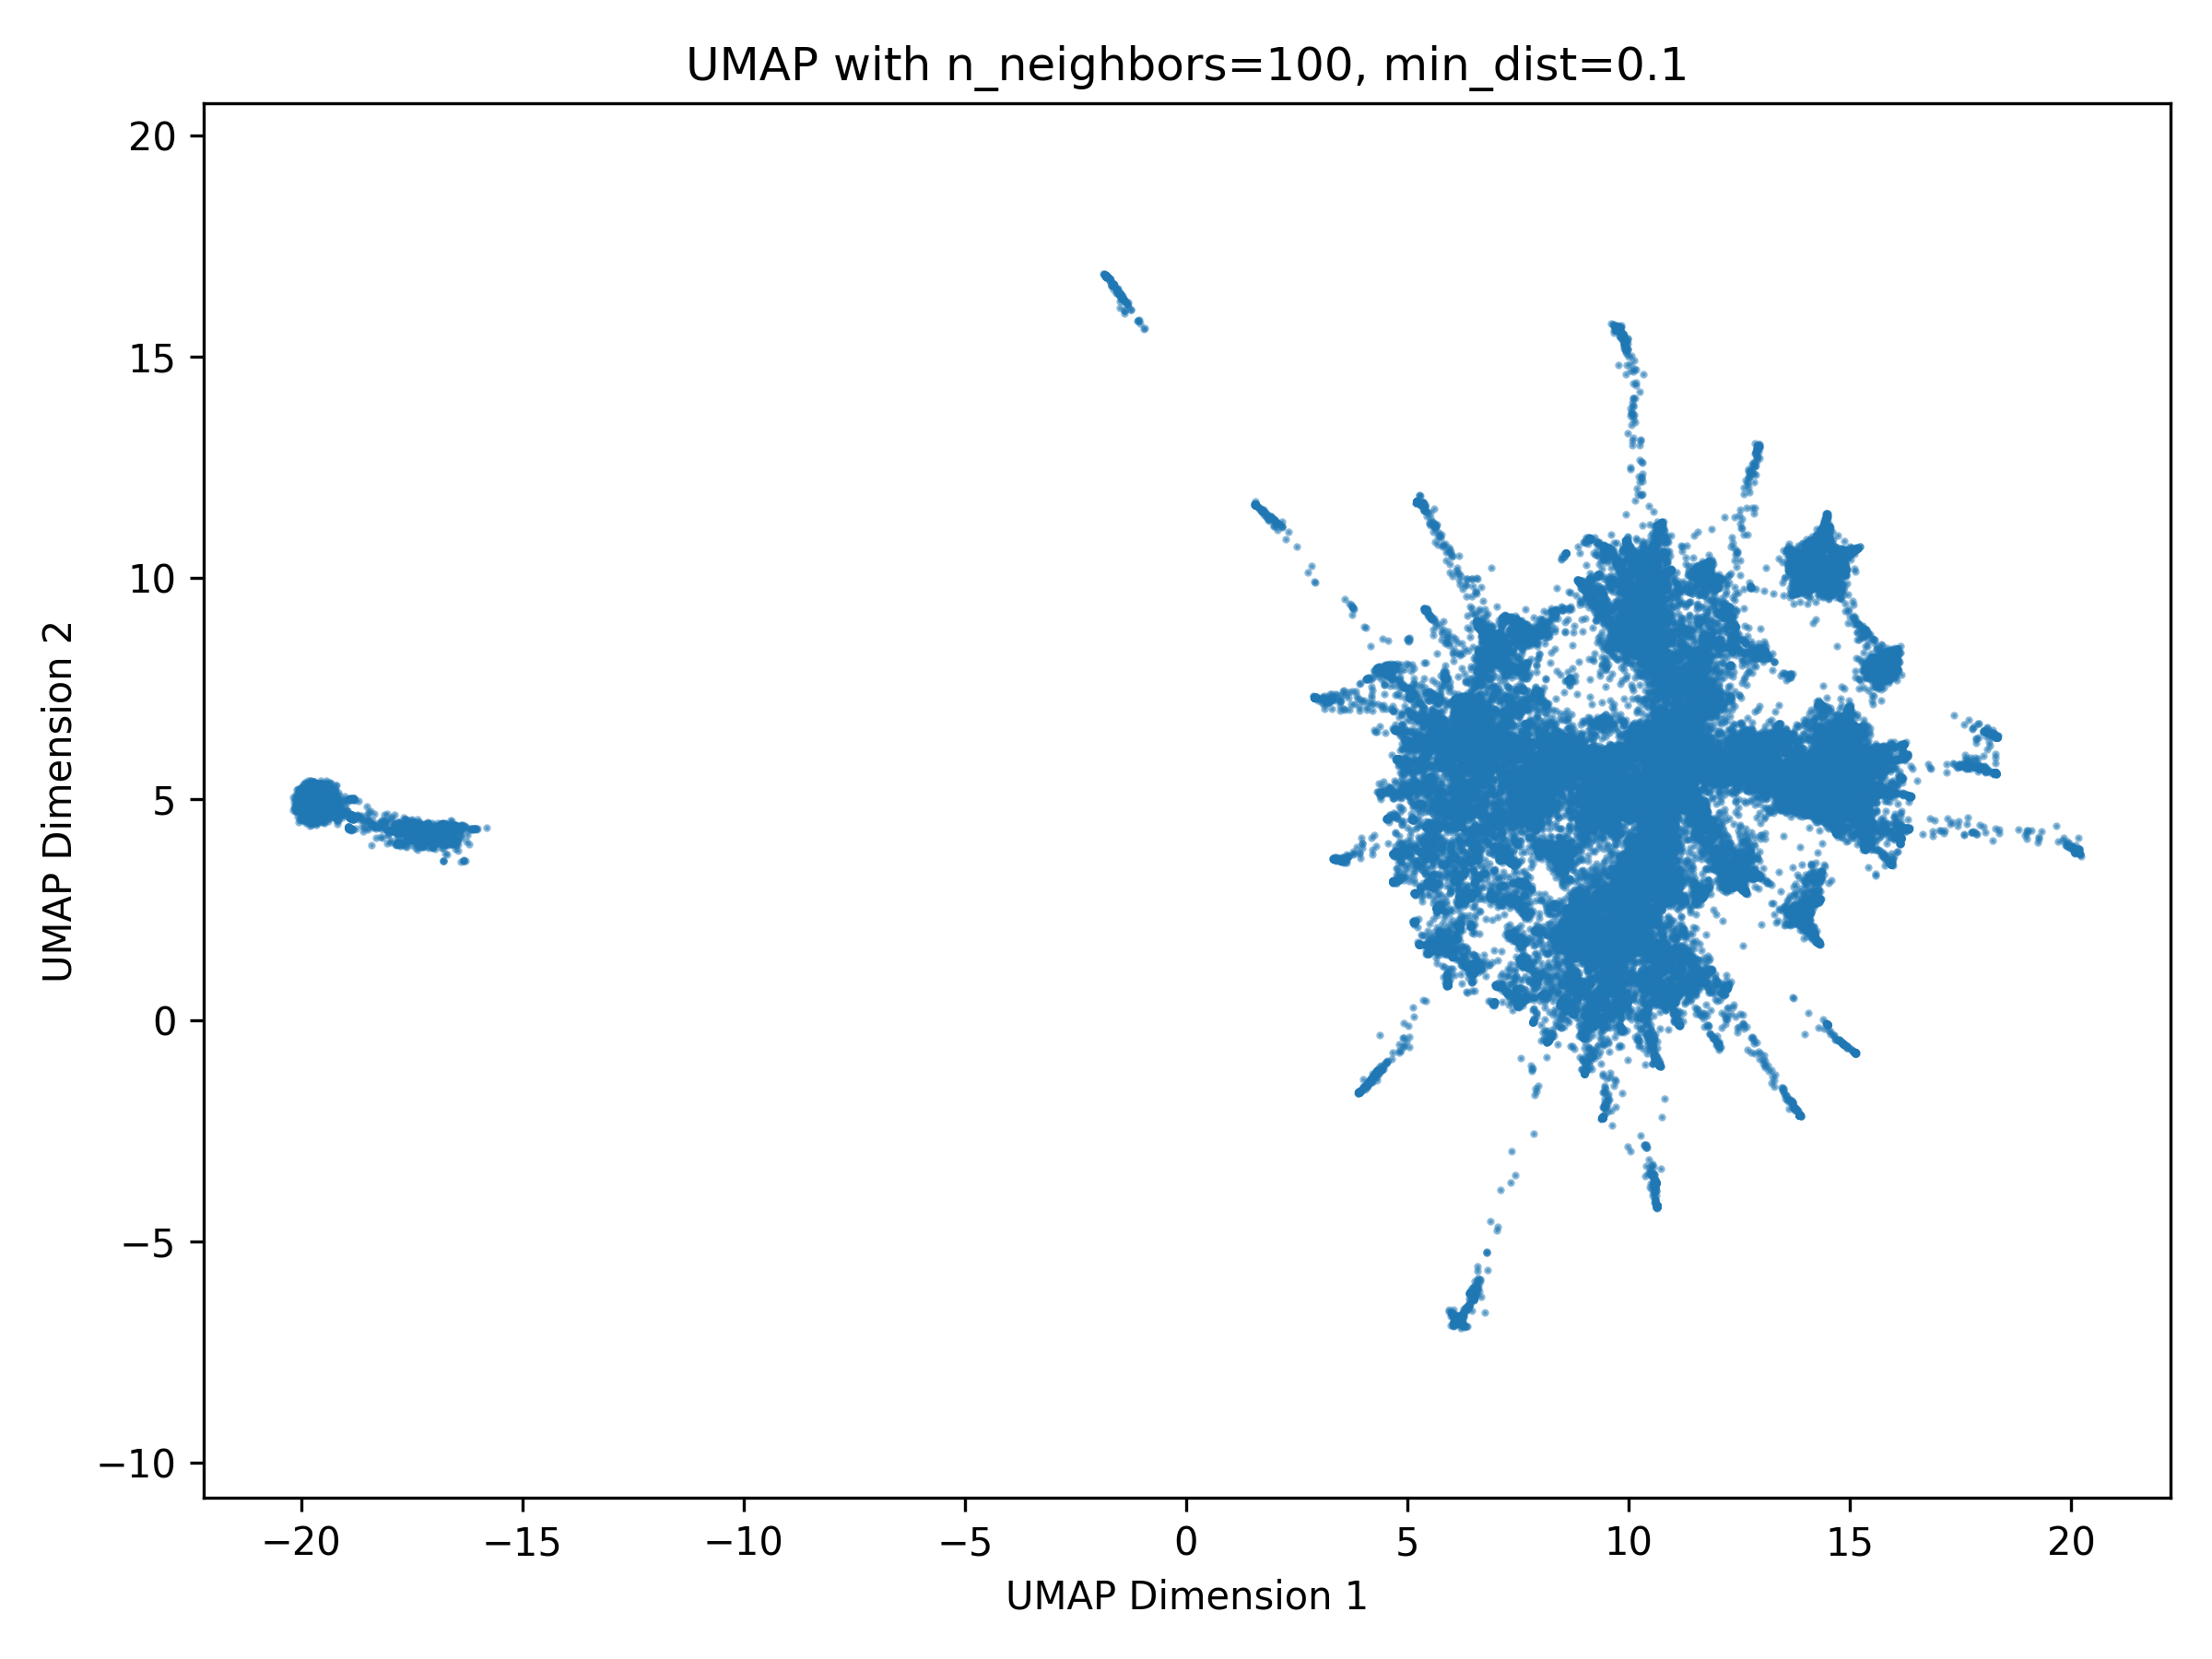 UMAP with n_neighbors=100, min_dist=0.1
20
15
10
5
0
−5
−10
UMAP Dimension 2
−20 −15 −10 −5 0 5 10 15 20
UMAP Dimension 1